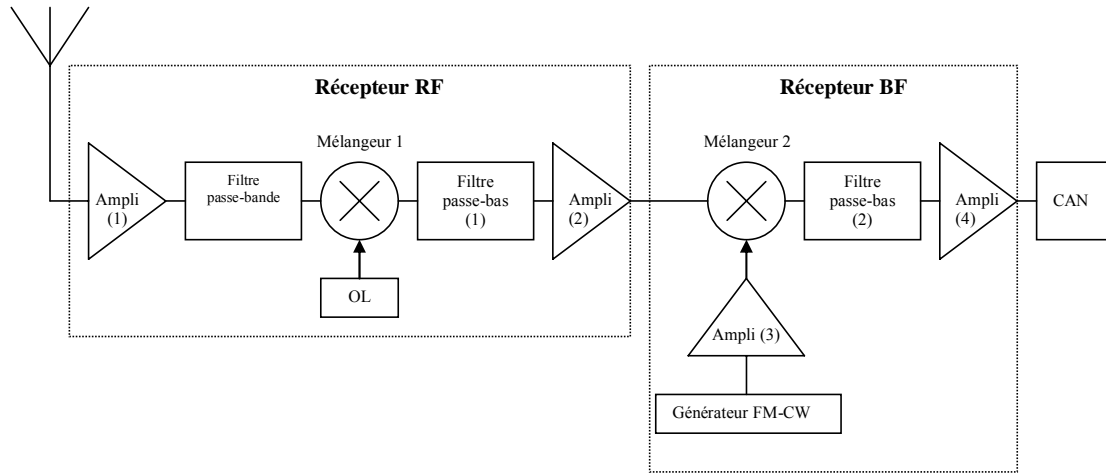 Récepteur RF
Récepteur BF
Mélangeur 1
Mélangeur 2
Ampli
(1)
Filtre
passe-bande
Filtre
passe-bas
(1)
Ampli
(2)
Filtre
passe-bas
(2)
Ampli
(4)
CAN
OL
Ampli (3)
Générateur FM-CW